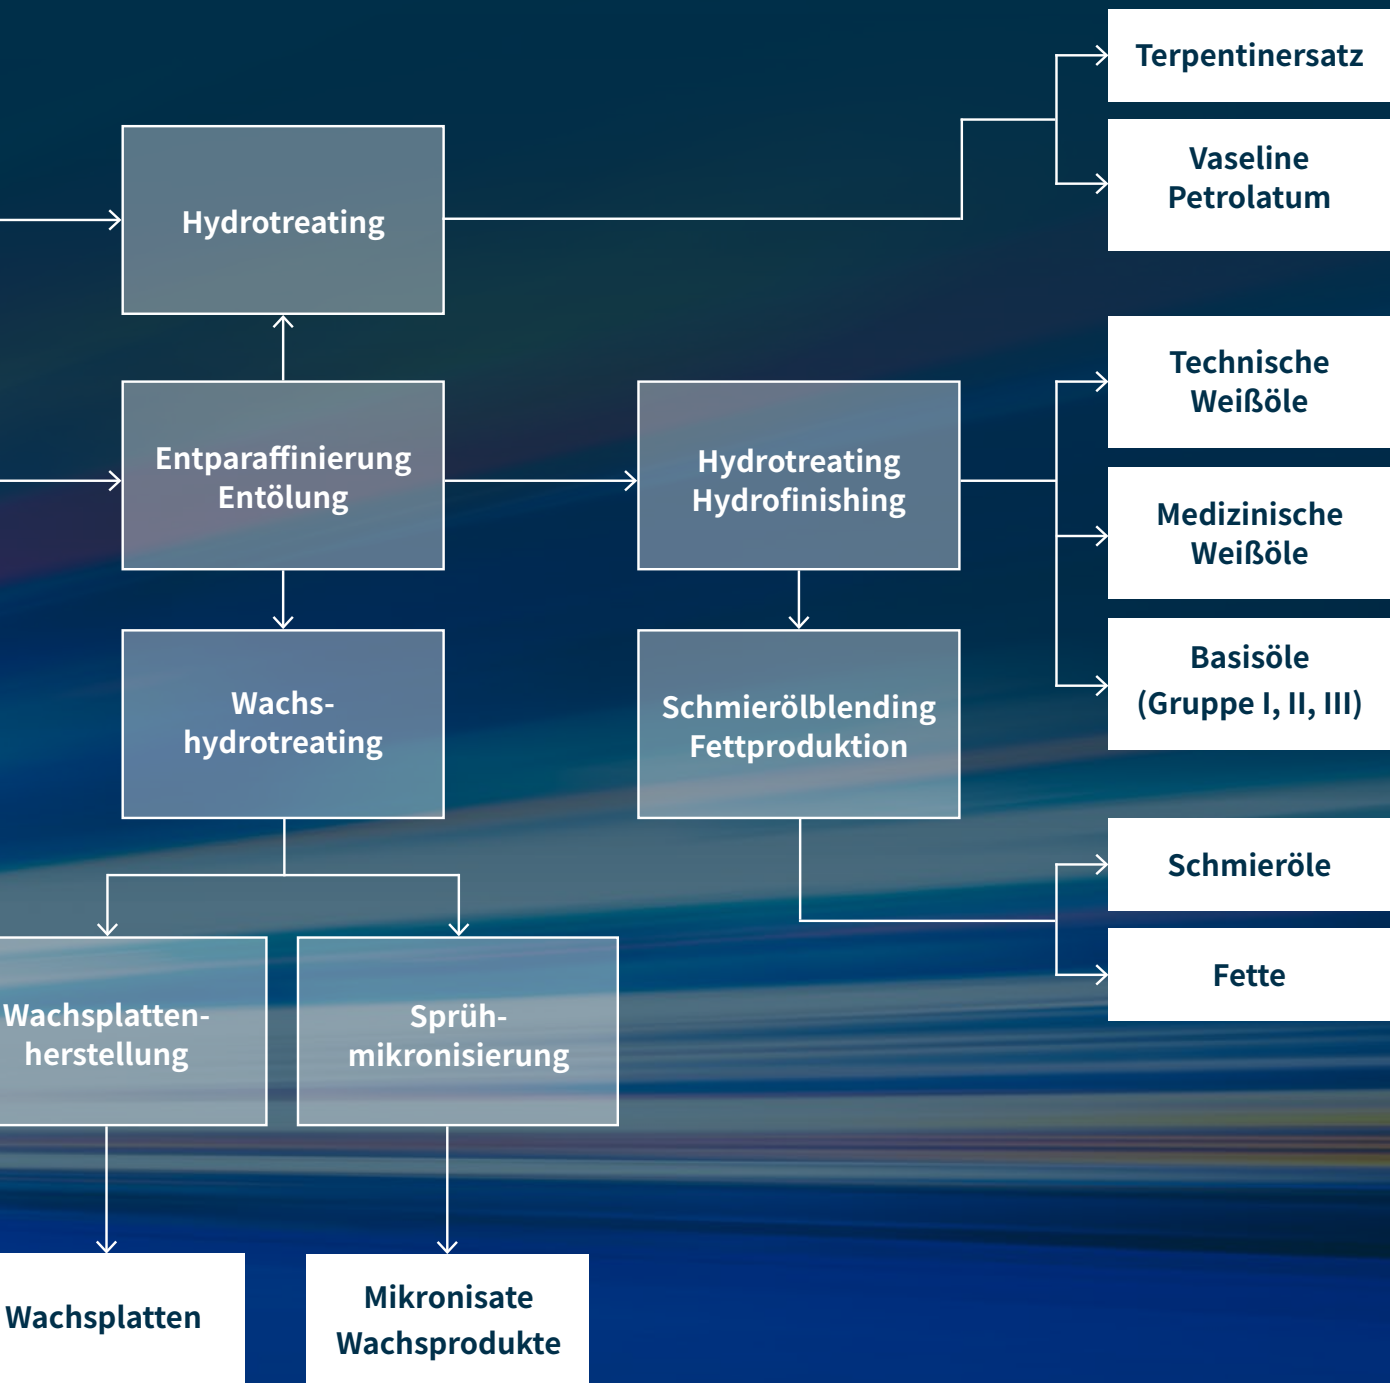 Terpentinersatz
Vaseline
Petrolatum
Hydrotreating
Technische
Weißöle
Entparaffinierung
Entölung
Hydrotreating
Hydrofinishing
Medizinische
Weißöle
Basisöle
(Gruppe I, II, III)
Wachs-
hydrotreating
Schmierölblending
Fettproduktion
Schmieröle
Fette
Wachsplatten-
herstellung
Sprüh-
mikronisierung
Wachsplatten
Mikronisate
Wachsprodukte